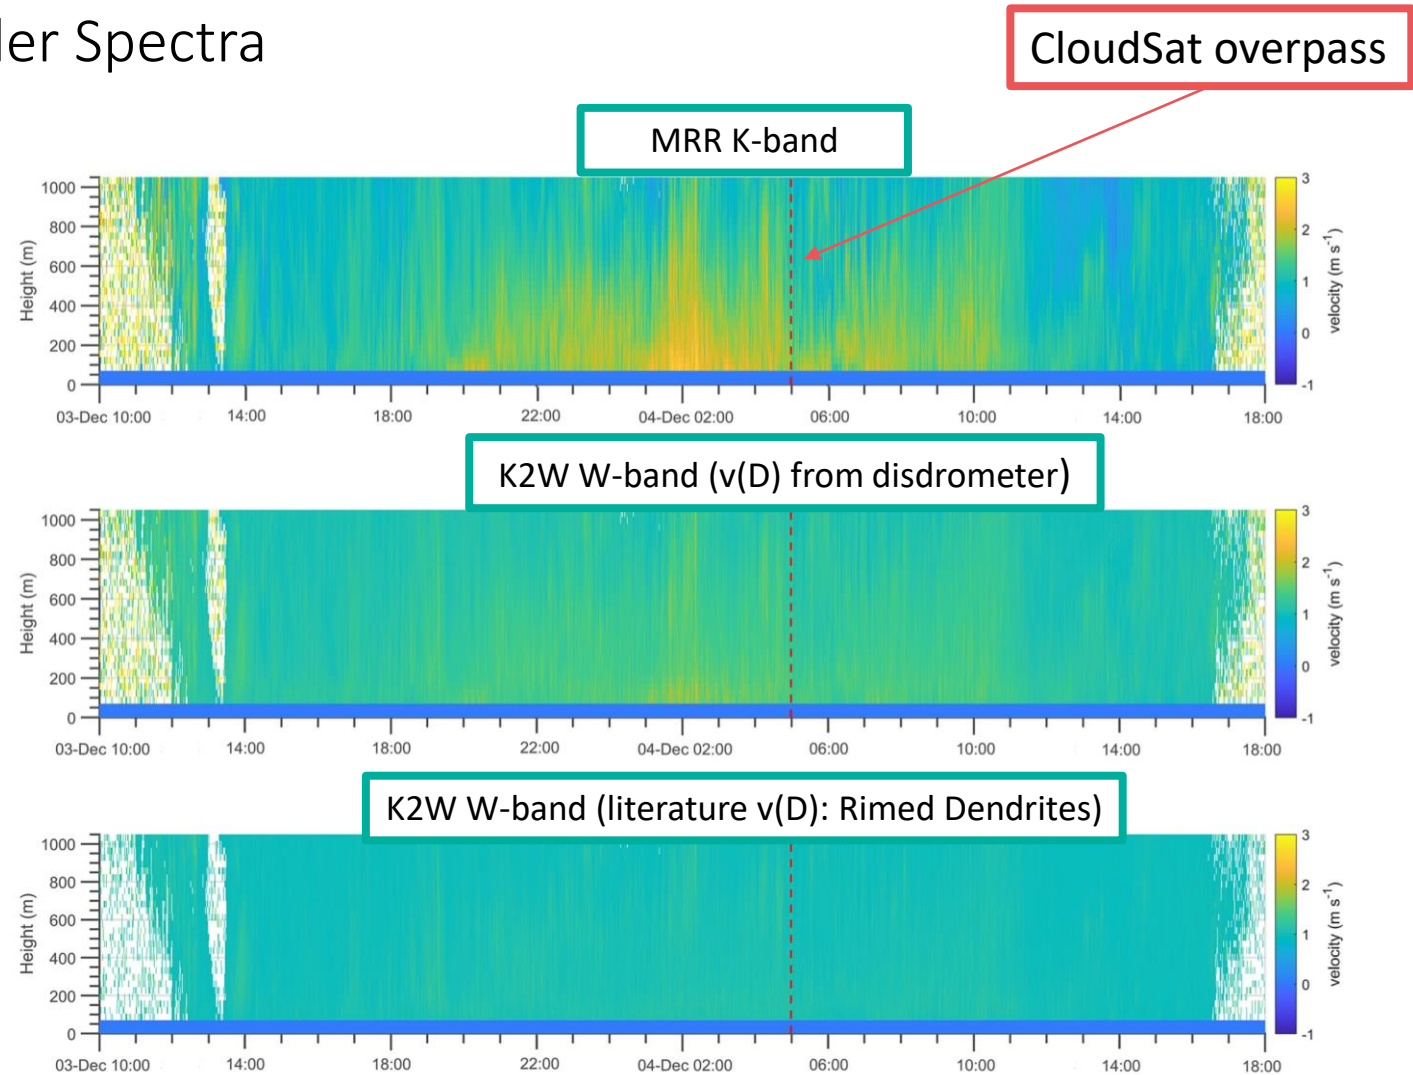 ler Spectra
CloudSat overpass
MRR K-band
1000
800
600
400
200
0
Height (m)
03-Dec 10:00 14:00 18:00 22:00 04-Dec 02:00 06:00 10:00 14:00 18:00
3
2
1
0
-1
velocity (m s⁻¹)
K2W W-band (v(D) from disdrometer)
1000
800
600
400
200
0
Height (m)
03-Dec 10:00 14:00 18:00 22:00 04-Dec 02:00 06:00 10:00 14:00 18:00
3
2
1
0
-1
velocity (m s⁻¹)
K2W W-band (literature v(D): Rimed Dendrites)
1000
800
600
400
200
0
Height (m)
03-Dec 10:00 14:00 18:00 22:00 04-Dec 02:00 06:00 10:00 14:00 18:00
3
2
1
0
-1
velocity (m s⁻¹)